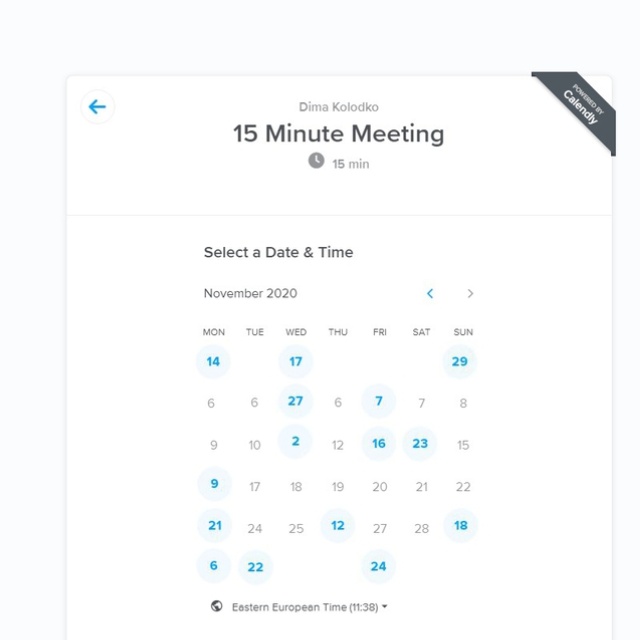 POWERED BY
Calendly
Dima Kolodko
15 Minute Meeting
15 min
Select a Date & Time
November 2020
MON TUE WED THU FRI SAT SUN
14 17 29
6 6 27 6 7 7 8
9 10 2 12 16 23 15
9 17 18 19 20 21 22
21 24 25 12 27 28 18
6 22 24
Eastern European Time (11:38)